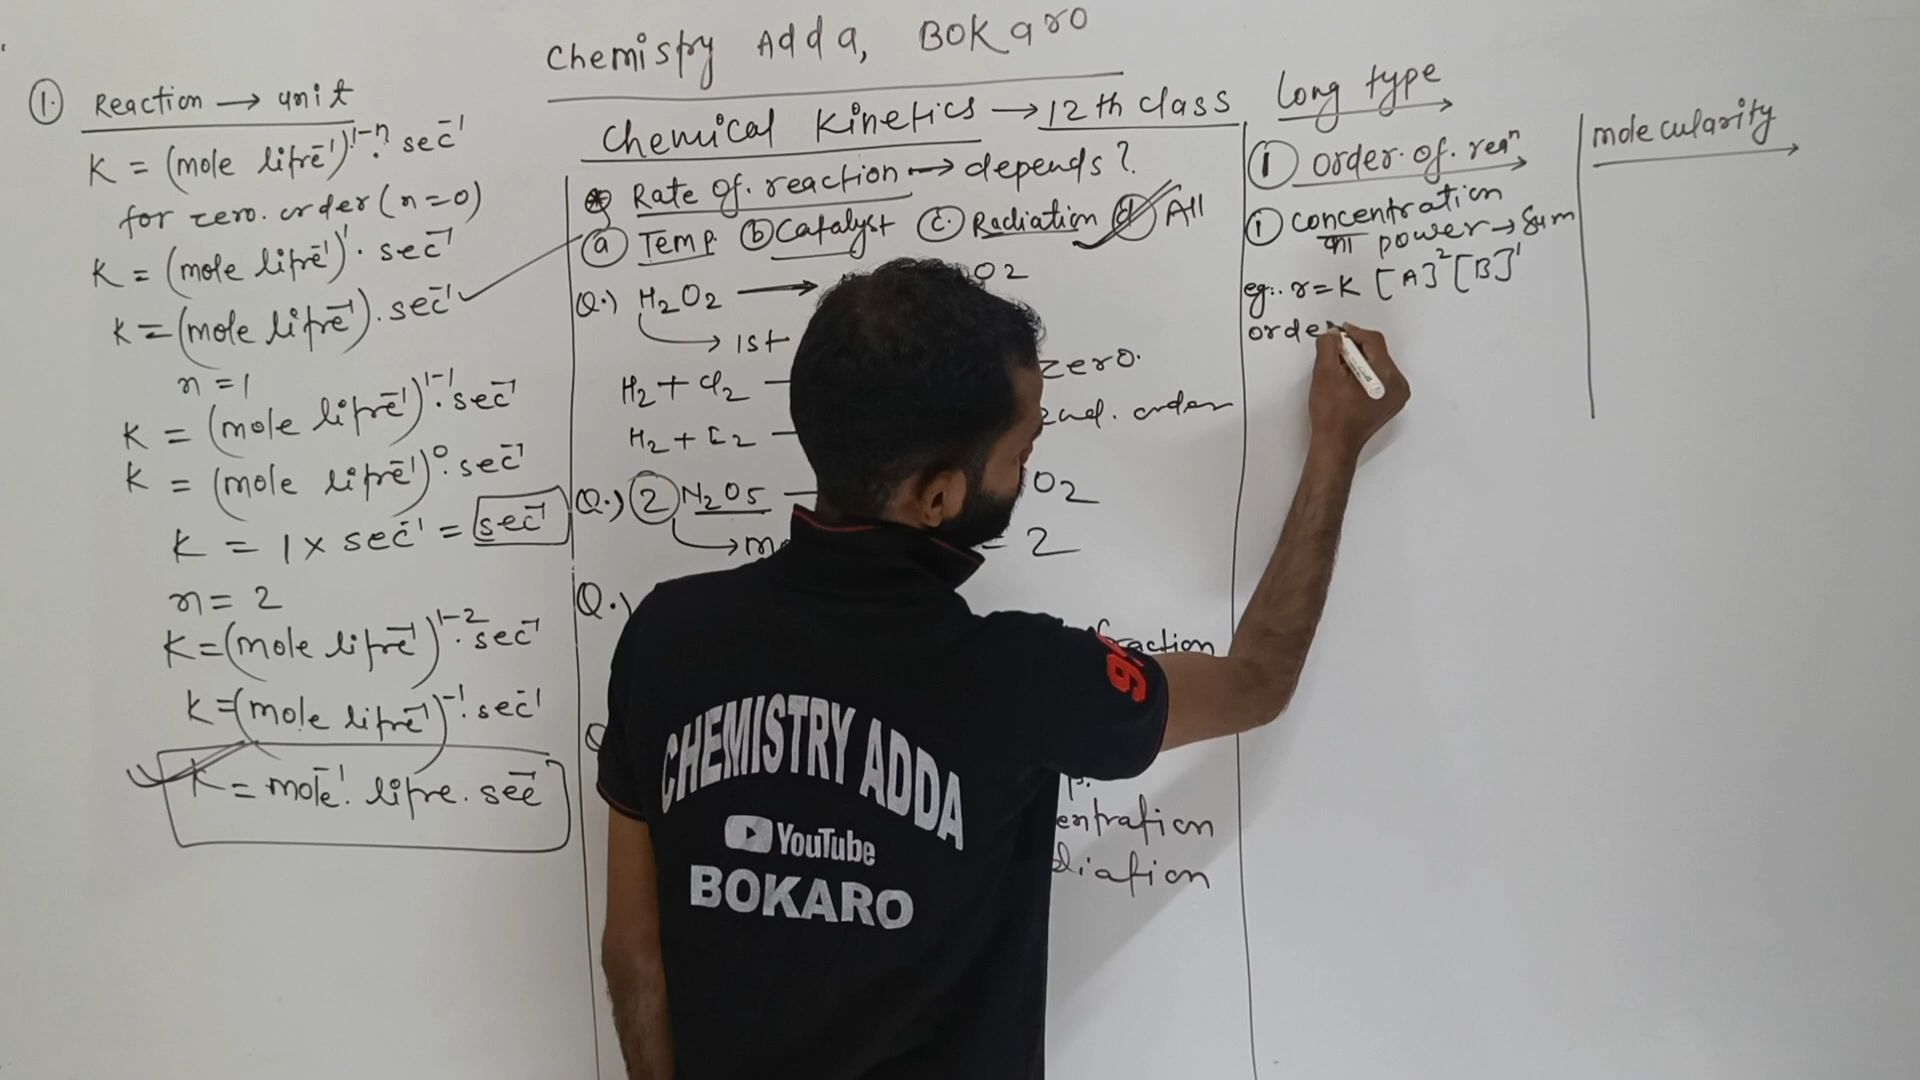 Chemistry Adda, BOKaro
① Reaction → unit
K = (mole litre⁻¹)¹⁻ⁿ. sec⁻¹
for zero. order (n=0)
K = (mole litre⁻¹)¹. sec⁻¹
K = (mole litre⁻¹). sec⁻¹
n = 1
K = (mole litre⁻¹)¹⁻¹. sec⁻¹
K = (mole litre⁻¹)⁰. sec⁻¹
K = 1 x sec⁻¹ = sec⁻¹
n = 2
K = (mole litre⁻¹)¹⁻². sec⁻¹
K = (mole litre⁻¹)⁻¹. sec⁻¹
K = mole⁻¹. litre. sec⁻¹
Chemical Kinetics → 12th class
Rate of. reaction → depends?
ⓐ Temp. ⓑ Catalyst ⓒ Radiation ⓓ All
Q.) H₂O₂ → O₂
→ 1st
H₂ + Cl₂ — zero.
H₂ + I₂ — 2nd. order
Q.) ② N₂O₅ — O₂
→ = 2
Q.)
Long type
① order. of. reaⁿ
① concentration
power → sum
eg:. r = K [A]² [B]¹
orde
molecularity
CHEMISTRY ADDA
YouTube
BOKARO